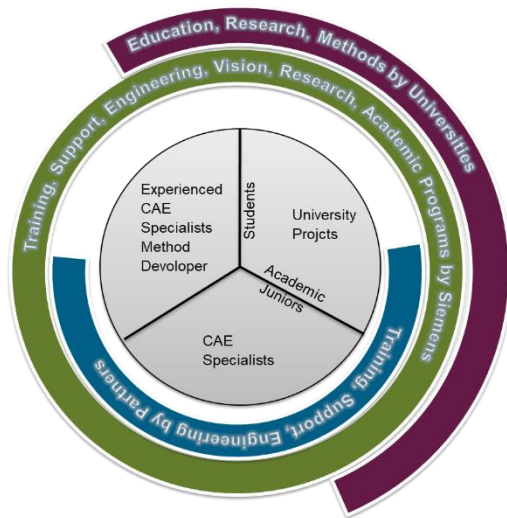 Education, Research, Methods by Universities
Training, Support, Engineering, Vision, Research, Academic Programs by Siemens
Experienced
CAE
Specialists
Method
Devoloper
Students
University
Projcts
Academic
Juniors
CAE
Specialists
Training, Support, Engineering by Partners